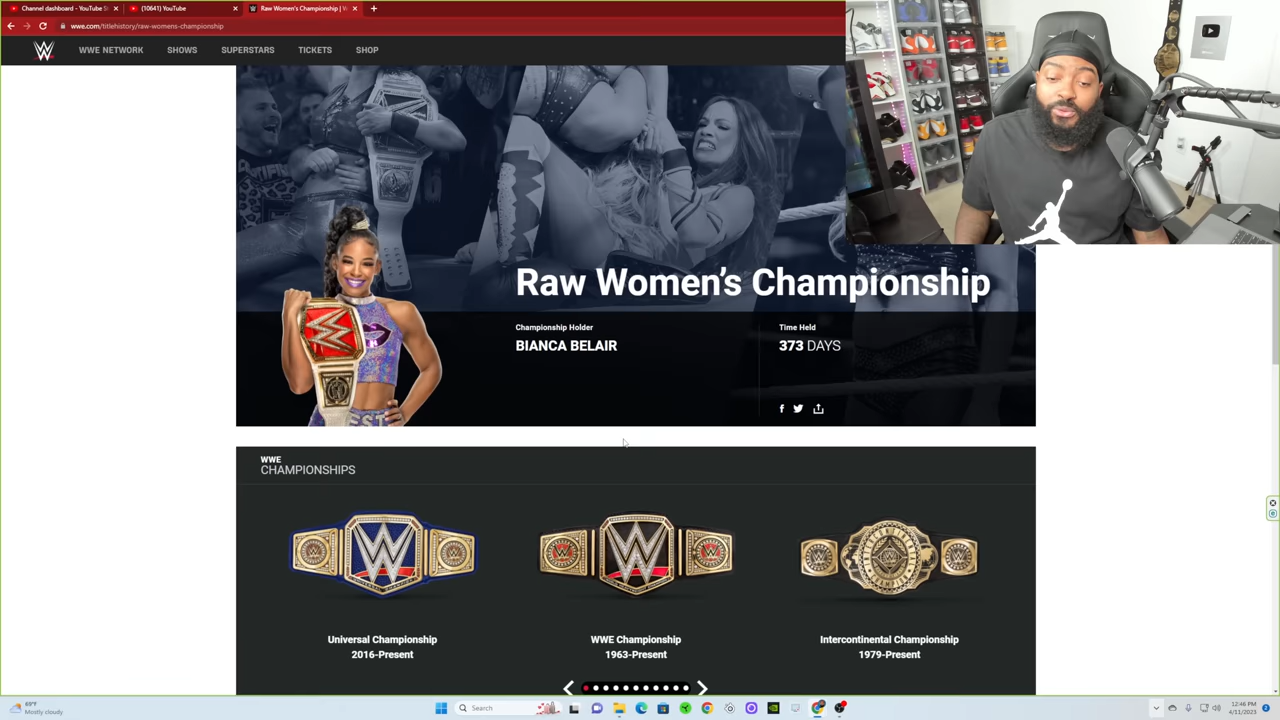 Channel dashboard - YouTube S
(10641) YouTube
Raw Women's Championship | W
wwe.com/titlehistory/raw-womens-championship
WWE NETWORK
SHOWS
SUPERSTARS
TICKETS
SHOP
Raw Women's Championship
Championship Holder
Time Held
BIANCA BELAIR
373 DAYS
EST
WWE
CHAMPIONSHIPS
Universal Championship
2016-Present
WWE Championship
1963-Present
Intercontinental Championship
1979-Present
Mostly cloudy
Search
12:46 PM
4/11/2023